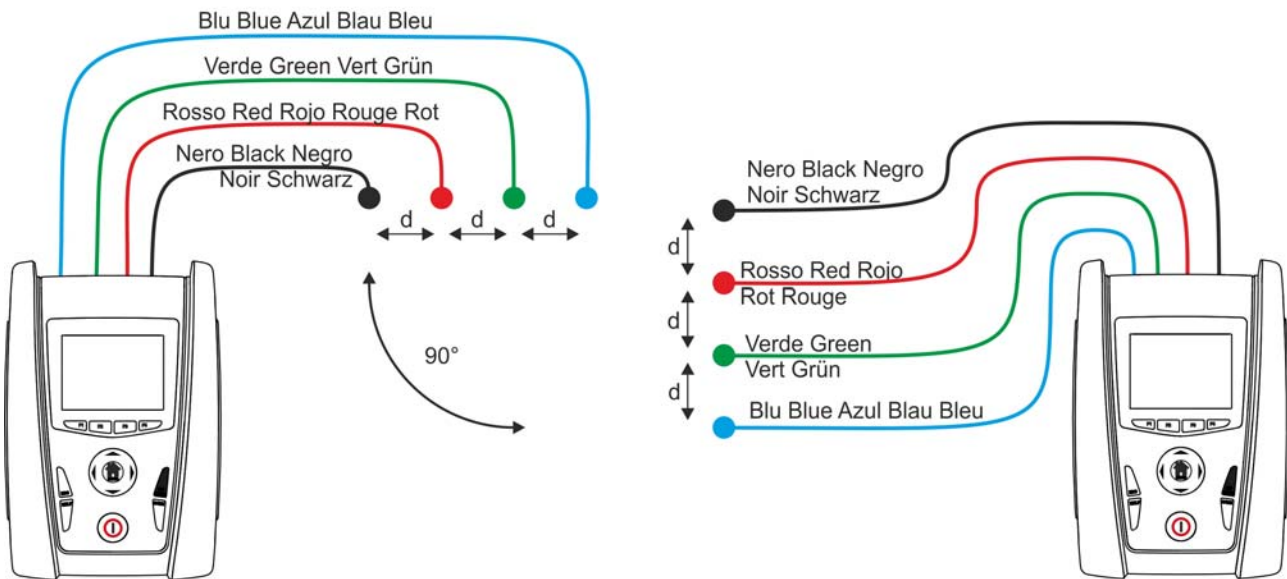 Blu Blue Azul Blau Bleu
Verde Green Vert Grün
Rosso Red Rojo Rouge Rot
Nero Black Negro
Noir Schwarz
d
d
d
90°
Nero Black Negro
Noir Schwarz
d
Rosso Red Rojo
Rot Rouge
d
Verde Green
Vert Grün
d
Blu Blue Azul Blau Bleu